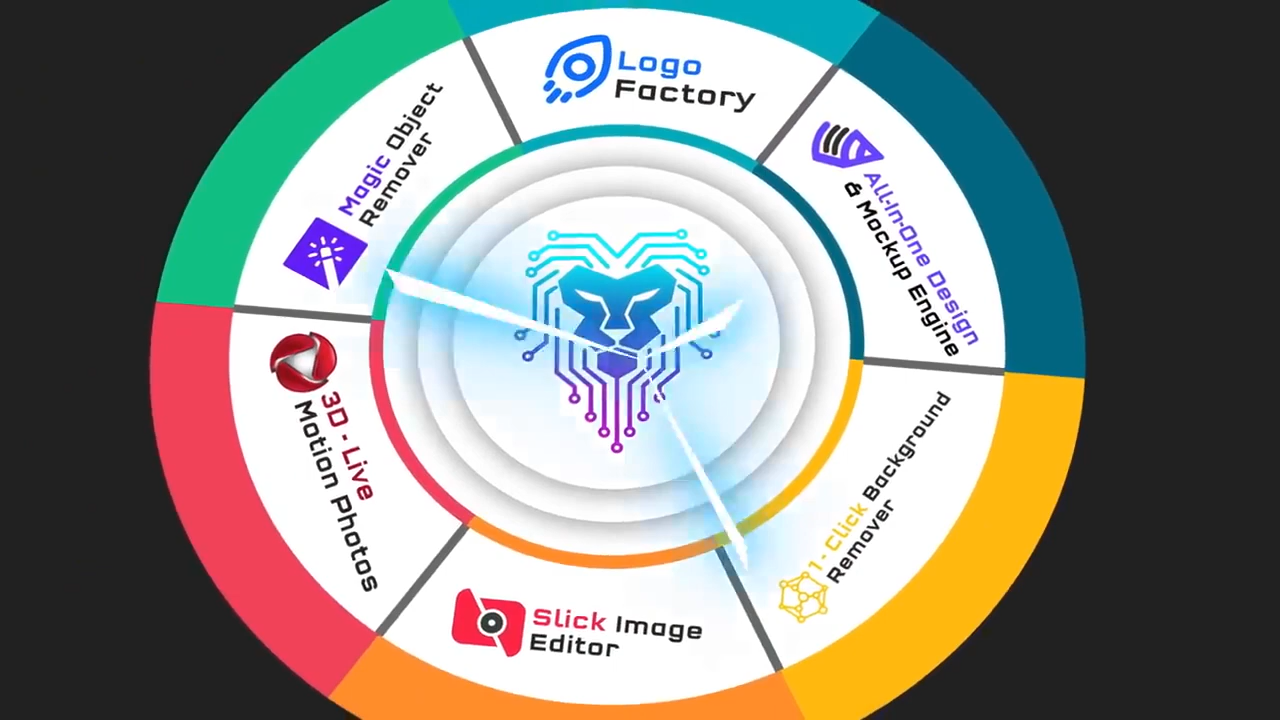 Logo
Factory
All-In-One Design
& Mockup Engine
1 - Click Background
Remover
Slick Image
Editor
3D - Live
Motion Photos
Magic Object
Remover